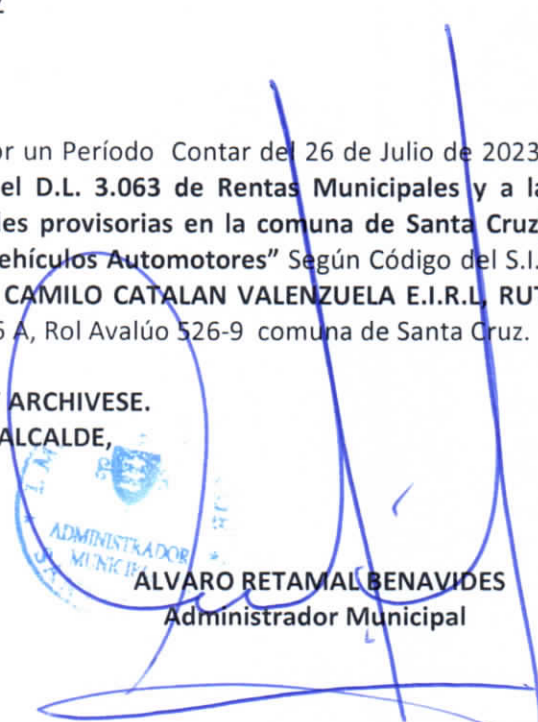 or un Período Contar del 26 de Julio de 2023
el D.L. 3.063 de Rentas Municipales y a la
des provisorias en la comuna de Santa Cruz
ehículos Automotores” Según Código del S.I.
CAMILO CATALAN VALENZUELA E.I.R.L, RUT
6 A, Rol Avalúo 526-9 comuna de Santa Cruz.
ARCHIVESE.
ALCALDE,
ADMINISTRADOR
ALVARO RETAMAL BENAVIDES
Administrador Municipal